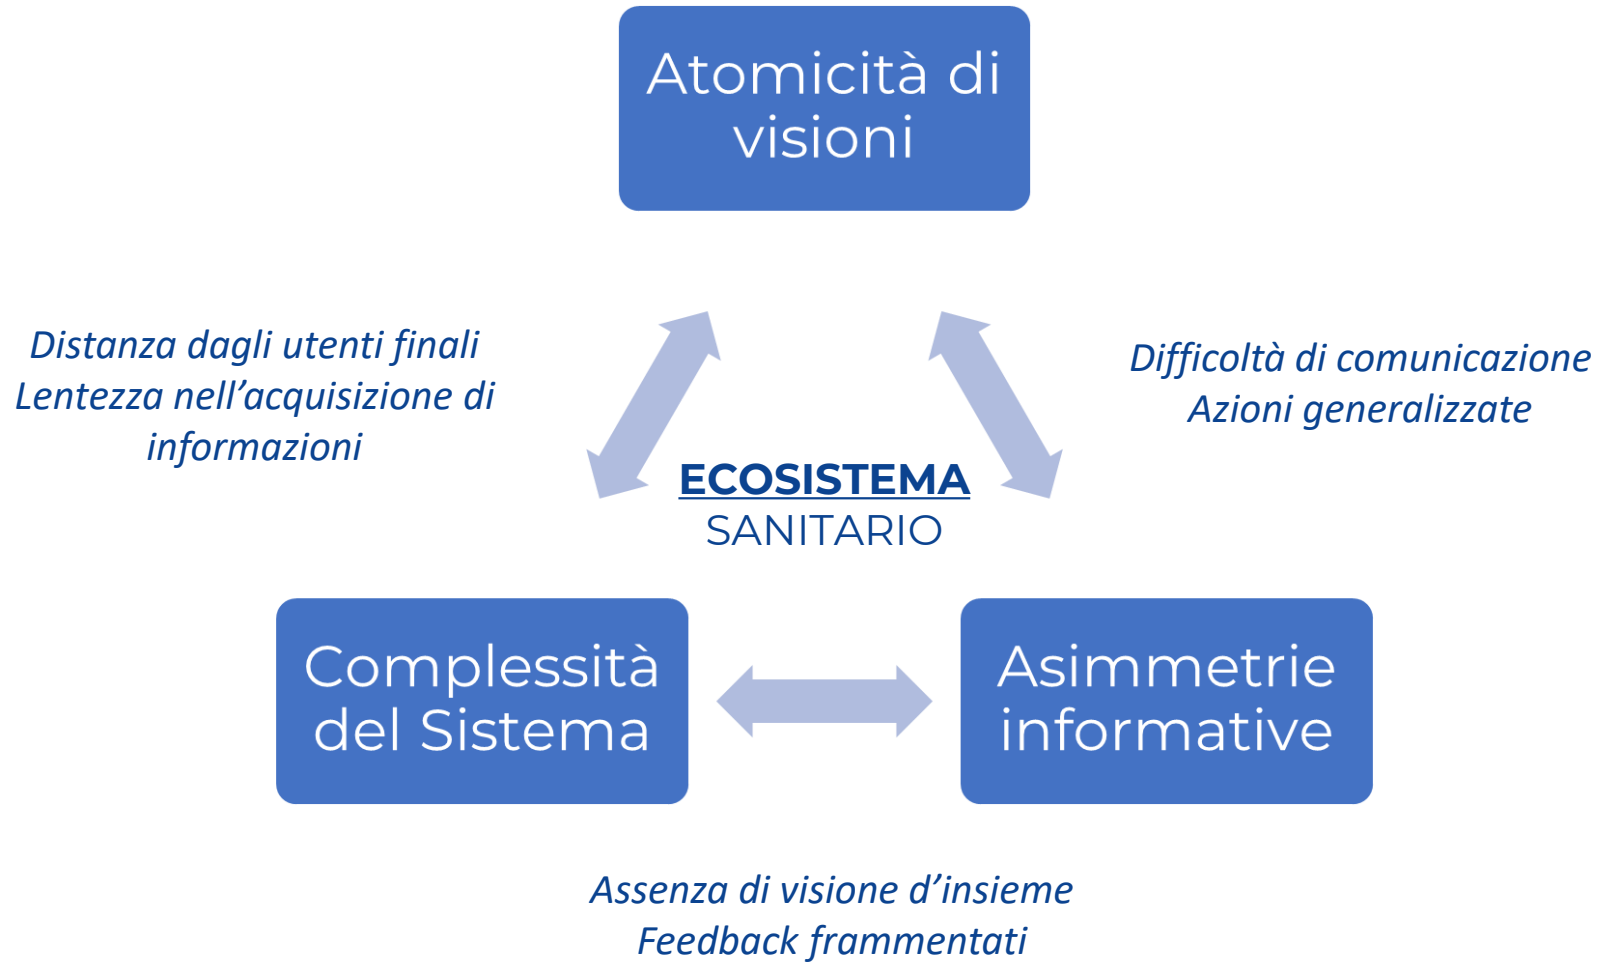 Atomicità di
visioni
Distanza dagli utenti finali
Lentezza nell’acquisizione di
informazioni
Difficoltà di comunicazione
Azioni generalizzate
ECOSISTEMA
SANITARIO
Complessità
del Sistema
Asimmetrie
informative
Assenza di visione d’insieme
Feedback frammentati